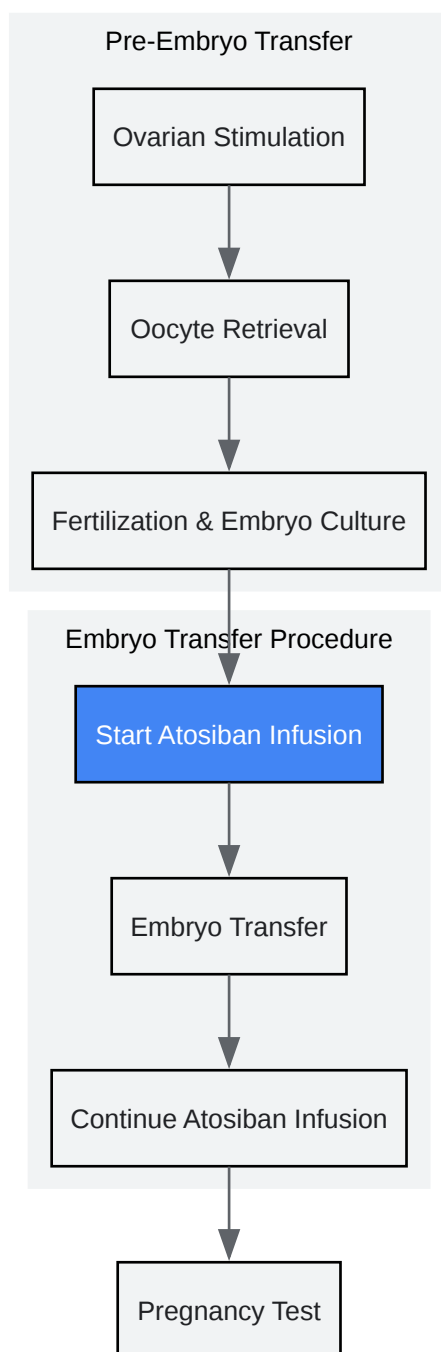 Pre-Embryo Transfer
Ovarian Stimulation
Oocyte Retrieval
Fertilization & Embryo Culture
Embryo Transfer Procedure
Start Atosiban Infusion
Embryo Transfer
Continue Atosiban Infusion
Pregnancy Test